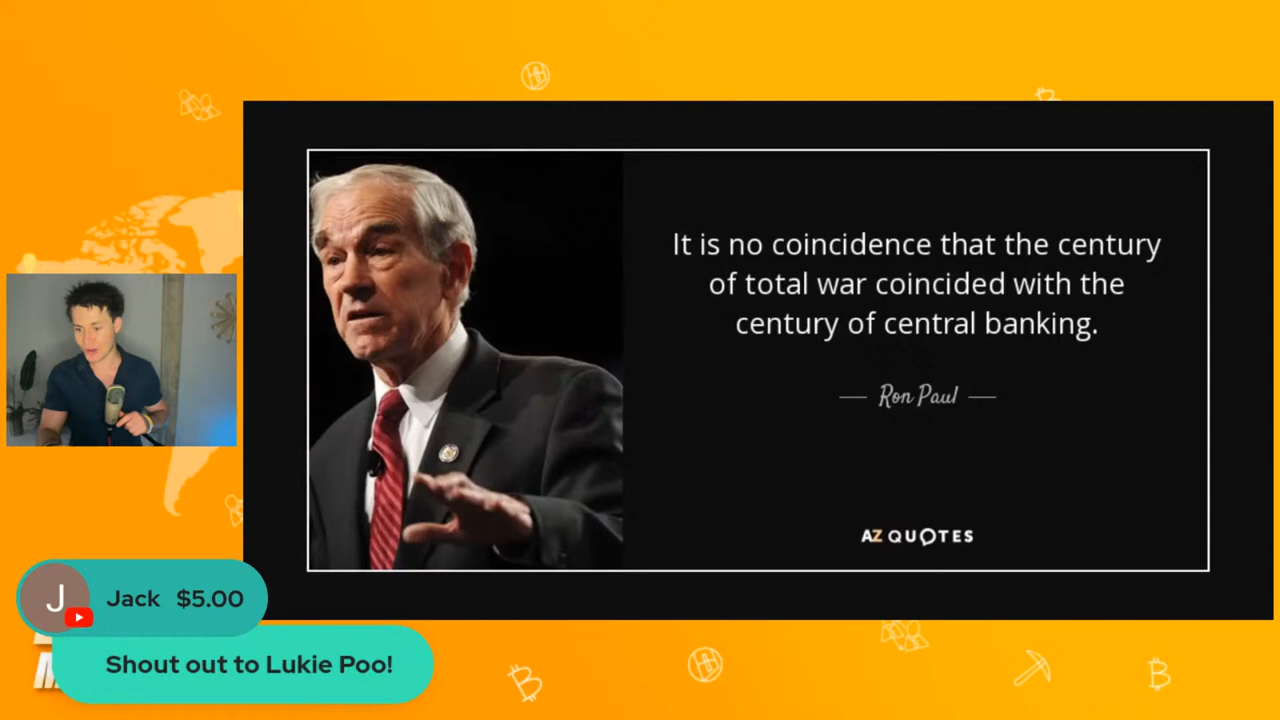 It is no coincidence that the century
of total war coincided with the
century of central banking.
Ron Paul
AZ QUOTES
J
Jack $5.00
Shout out to Lukie Poo!